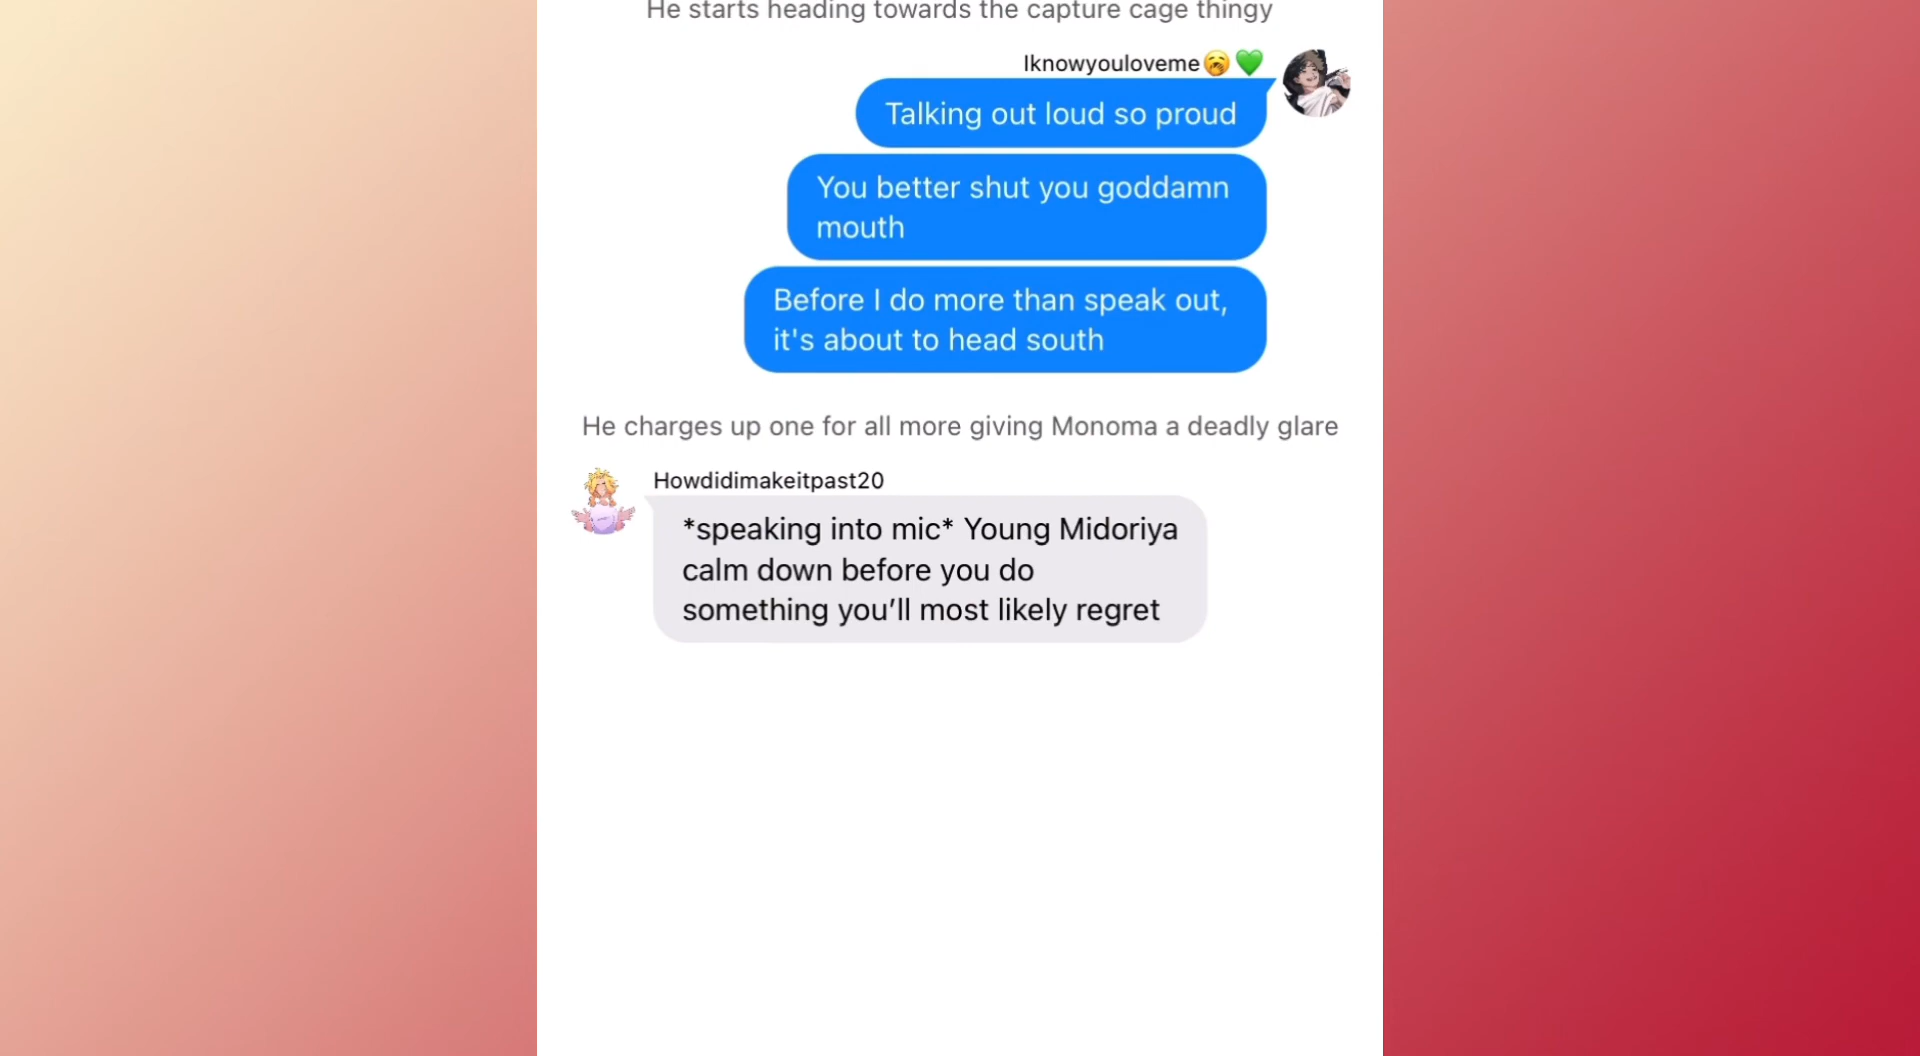 He starts heading towards the capture cage thingy
Iknowyouloveme🥱💚
Talking out loud so proud
You better shut you goddamn
mouth
Before I do more than speak out,
it's about to head south
He charges up one for all more giving Monoma a deadly glare
Howdidimakeitpast20
*speaking into mic* Young Midoriya
calm down before you do
something you’ll most likely regret